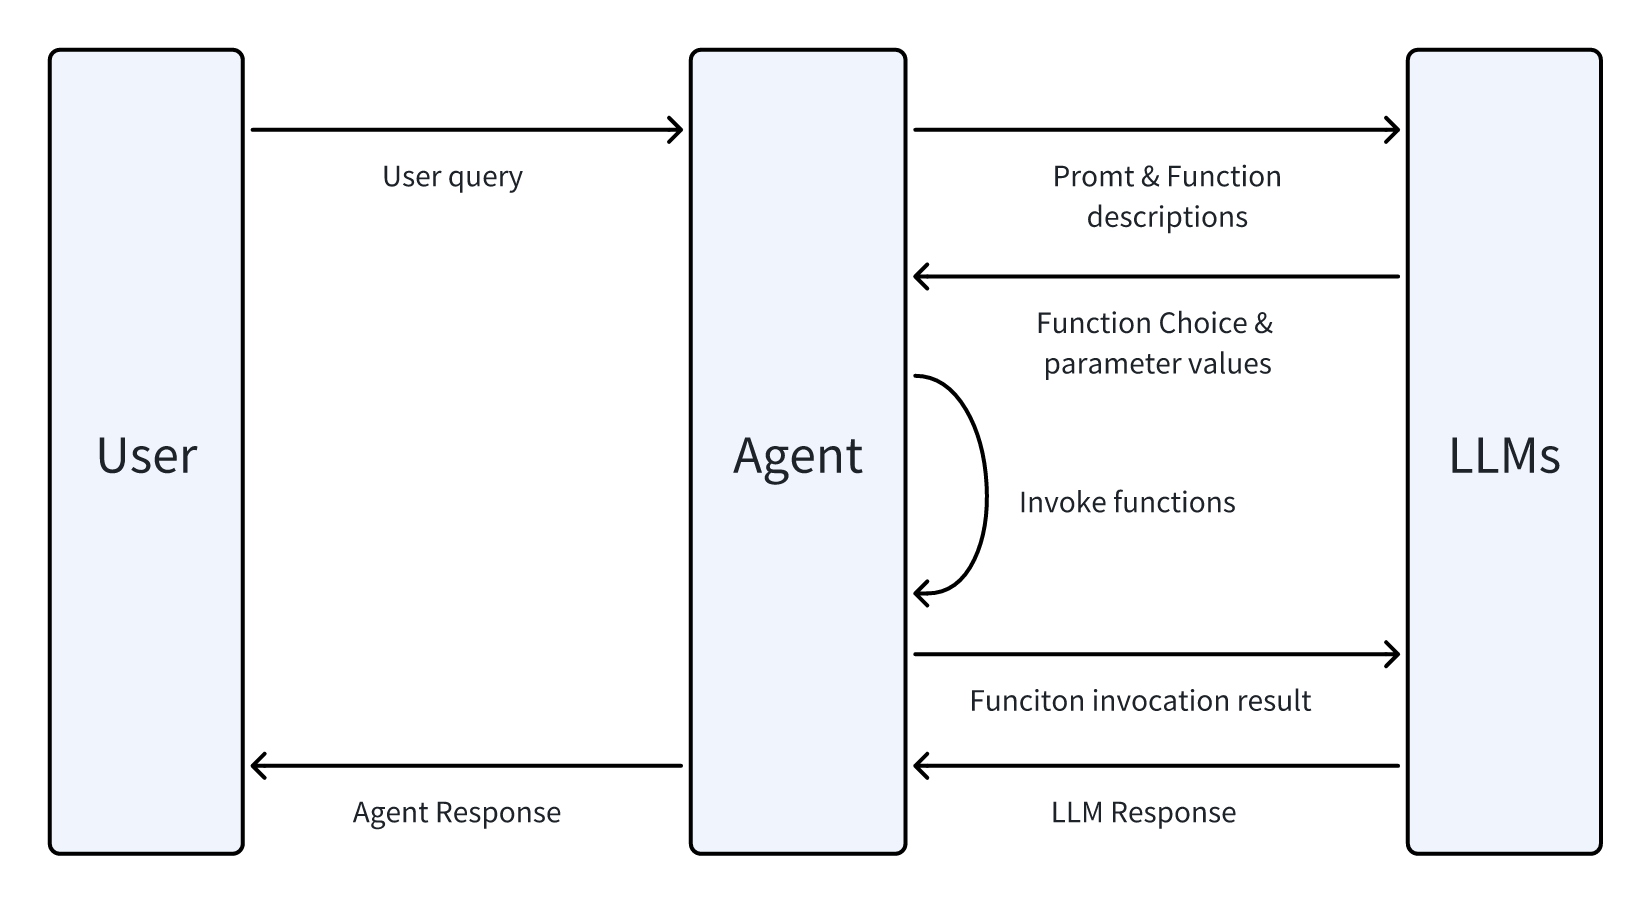 User query
Promt & Function
descriptions
Function Choice &
parameter values
User
Agent
LLMs
Invoke functions
Funciton invocation result
Agent Response
LLM Response